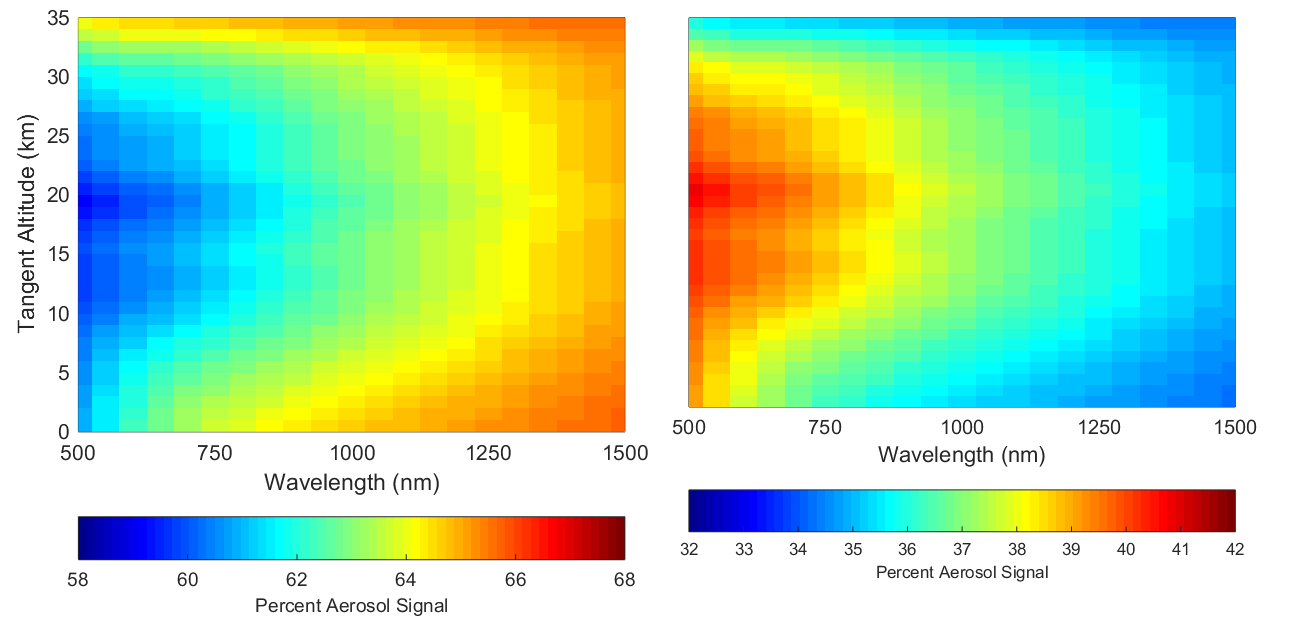 35
30
25
20
15
10
5
0
Tangent Altitude (km)
500 750 1000 1250 1500
Wavelength (nm)
58 60 62 64 66 68
Percent Aerosol Signal
500 750 1000 1250 1500
Wavelength (nm)
32 33 34 35 36 37 38 39 40 41 42
Percent Aerosol Signal